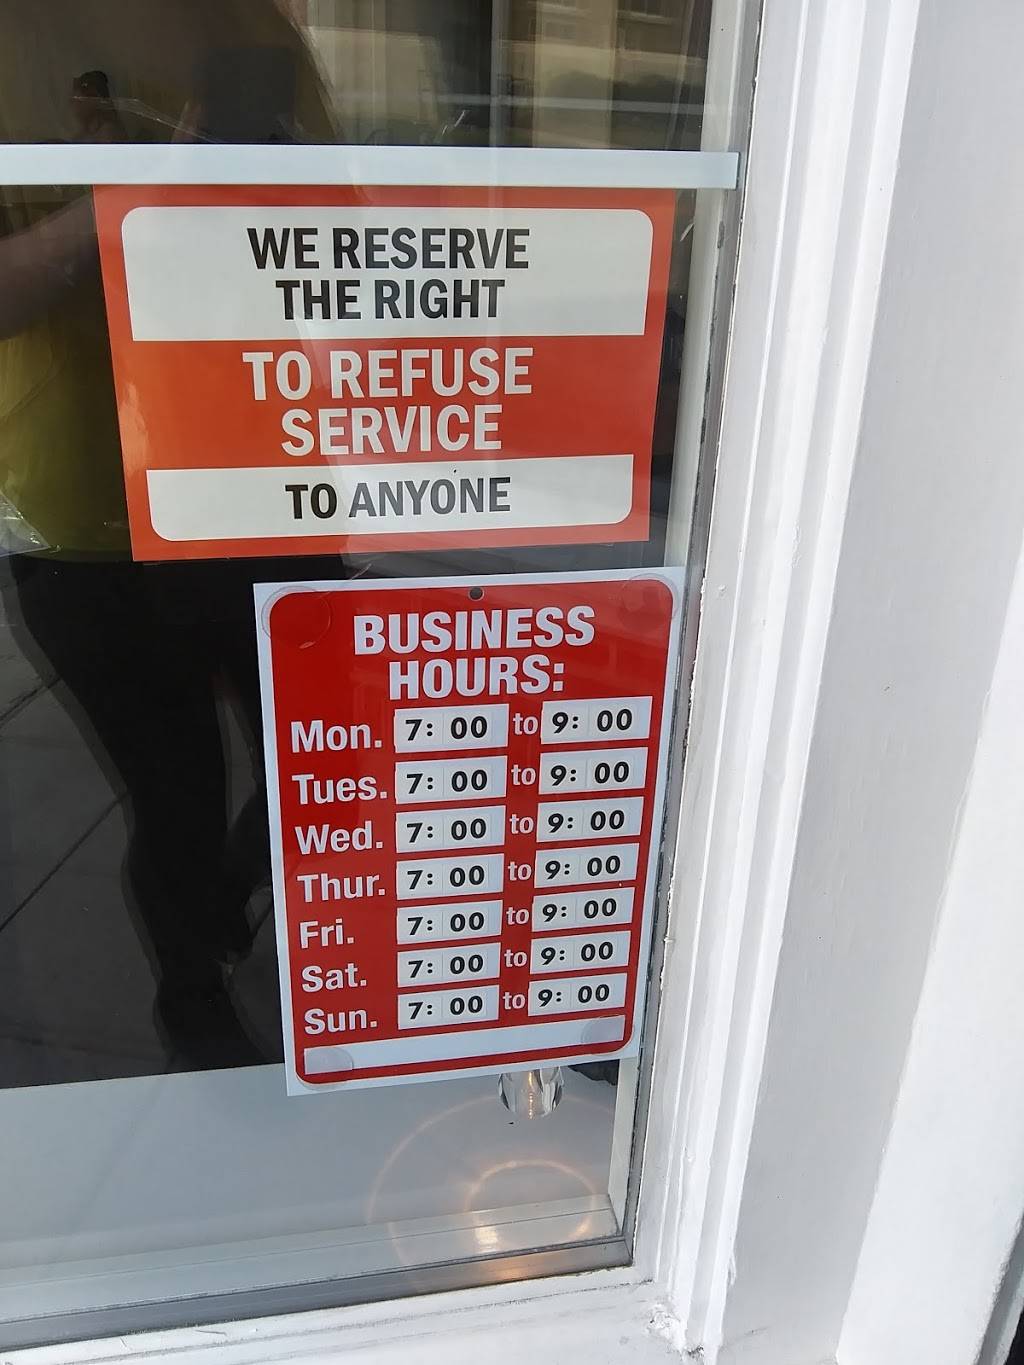 WE RESERVE
THE RIGHT
TO REFUSE
SERVICE
TO ANYONE
BUSINESS
HOURS:
Mon. 7: 00 to 9: 00
Tues. 7: 00 to 9: 00
Wed. 7: 00 to 9: 00
Thur. 7: 00 to 9: 00
Fri. 7: 00 to 9: 00
Sat. 7: 00 to 9: 00
Sun. 7: 00 to 9: 00